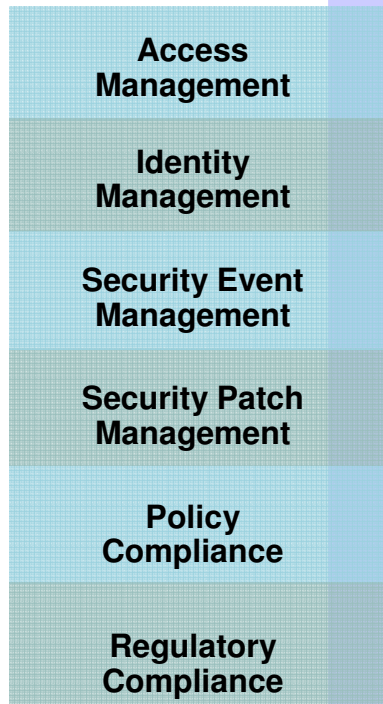 Access
Management
Identity
Management
Security Event
Management
Security Patch
Management
Policy
Compliance
Regulatory
Compliance